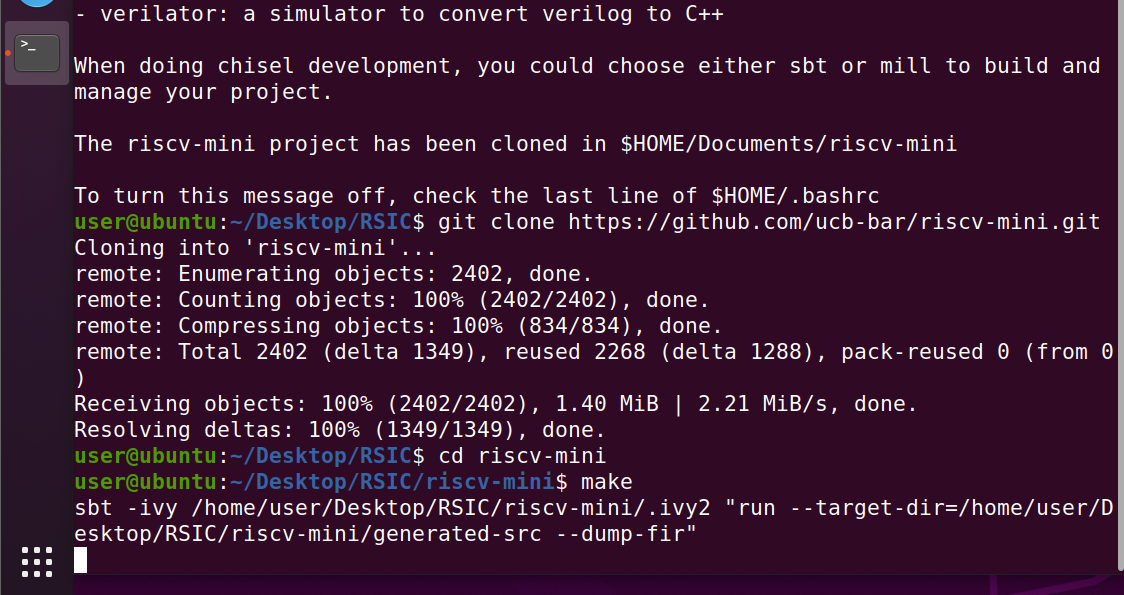 - verilator: a simulator to convert verilog to C++
When doing chisel development, you could choose either sbt or mill to build and
manage your project.
The riscv-mini project has been cloned in $HOME/Documents/riscv-mini
To turn this message off, check the last line of $HOME/.bashrc
user@ubuntu:~/Desktop/RSIC$ git clone https://github.com/ucb-bar/riscv-mini.git
Cloning into 'riscv-mini'...
remote: Enumerating objects: 2402, done.
remote: Counting objects: 100% (2402/2402), done.
remote: Compressing objects: 100% (834/834), done.
remote: Total 2402 (delta 1349), reused 2268 (delta 1288), pack-reused 0 (from 0
)
Receiving objects: 100% (2402/2402), 1.40 MiB | 2.21 MiB/s, done.
Resolving deltas: 100% (1349/1349), done.
user@ubuntu:~/Desktop/RSIC$ cd riscv-mini
user@ubuntu:~/Desktop/RSIC/riscv-mini$ make
sbt -ivy /home/user/Desktop/RSIC/riscv-mini/.ivy2 "run --target-dir=/home/user/D
esktop/RSIC/riscv-mini/generated-src --dump-fir"